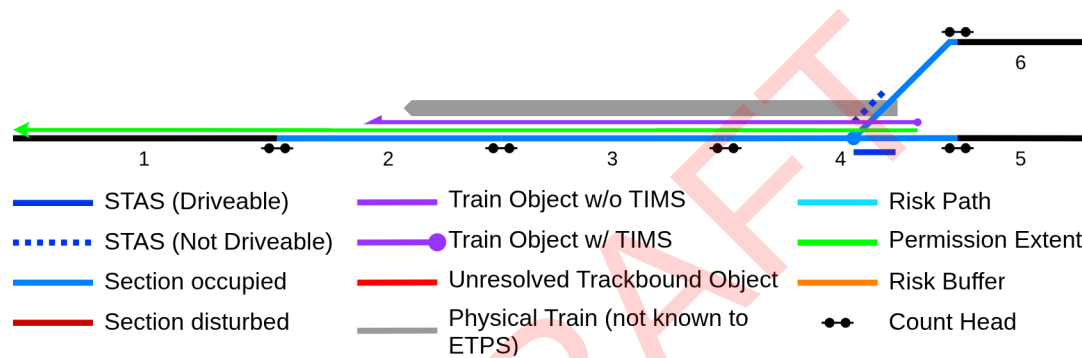 6
1
2
3
4
5
STAS (Driveable)
Train Object w/o TIMS
Risk Path
STAS (Not Driveable)
Train Object w/ TIMS
Permission Extent
Section occupied
Unresolved Trackbound Object
Risk Buffer
Section disturbed
Physical Train (not known to
ETPS)
Count Head
RAFT